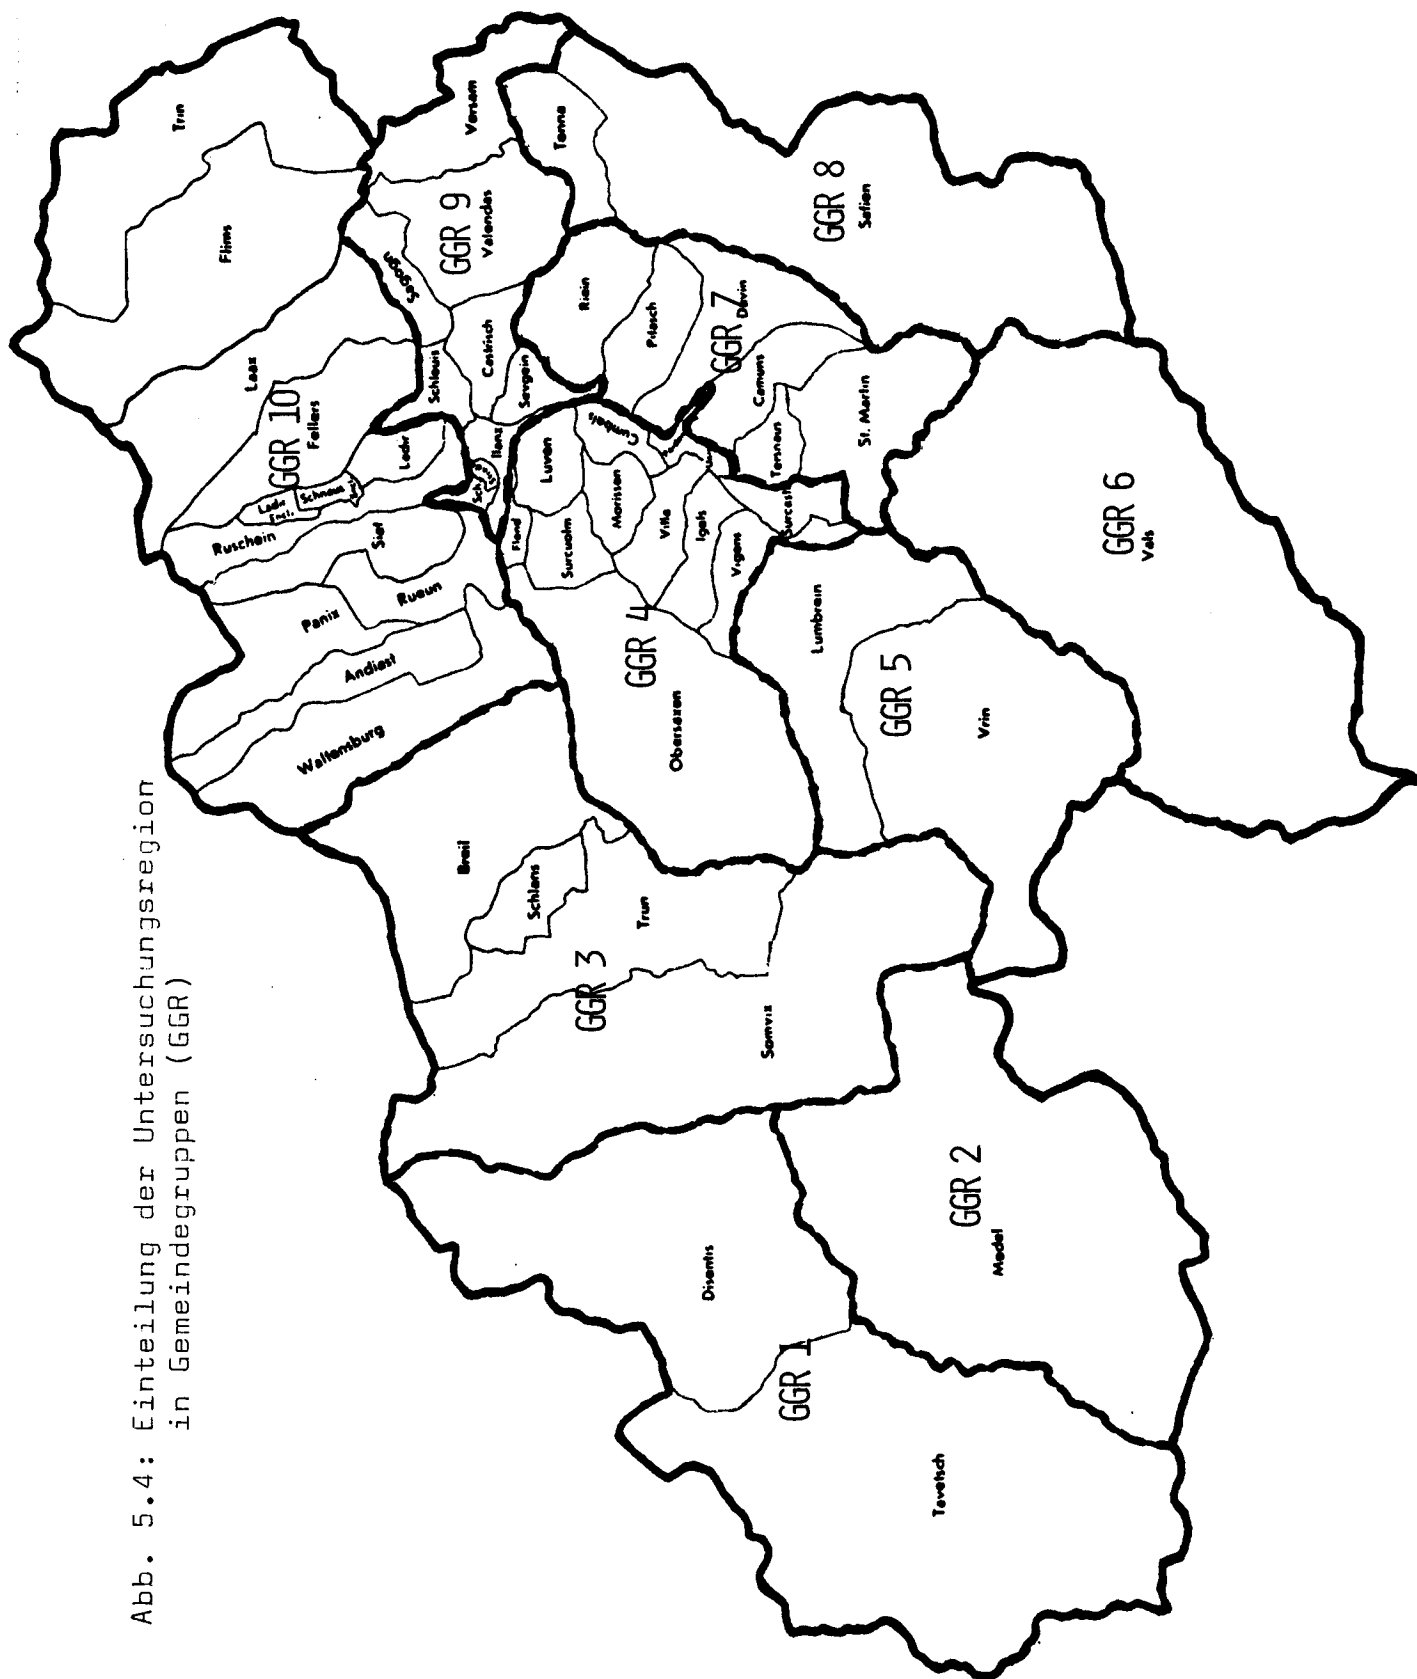 Abb. 5.4: Einteilung der Untersuchungsregion
in Gemeindegruppen (GGR)
Trin
Flims
Laax
GGR 10
Fellers
Ladir
Ladir
Schnaus
Ruschein
Siat
Rueun
Panix
Andiast
Waltensburg
Versam
GGR 9
Valendas
Sagogn
Schleuis
Castrisch
Sevgein
Ilanz
Tenna
GGR 8
Safien
Riein
Pitasch
GGR 7
Duvin
Camuns
Tersnaus
St. Martin
Surcasti
Cumbels
Luven
Flond
Surcuolm
Morissen
Villa
Igels
Vigens
GGR 4
Obersaxen
Lumbrein
GGR 5
Vrin
GGR 6
Vals
Breil
Schlans
Trun
GGR 3
Somvix
Disentis
GGR 2
Medel
GGR 1
Tavetsch